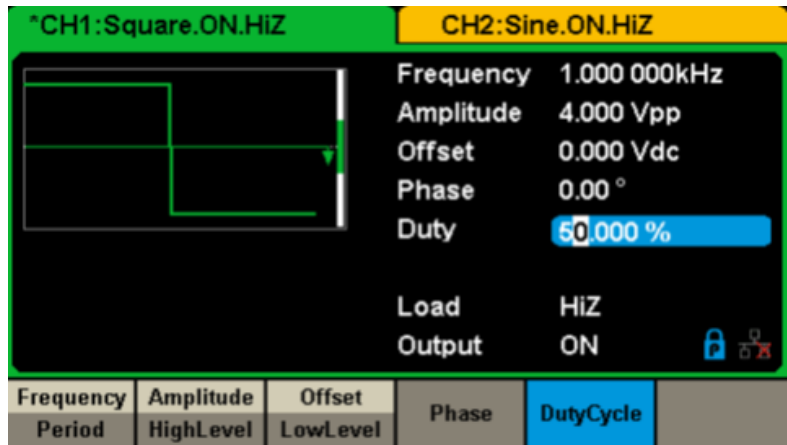 *CH1:Square.ON.HiZ
CH2:Sine.ON.HiZ
Frequency 1.000 000kHz
Amplitude 4.000 Vpp
Offset 0.000 Vdc
Phase 0.00 °
Duty 50.000 %
Load HiZ
Output ON
Frequency Amplitude Offset Phase DutyCycle
Period HighLevel LowLevel